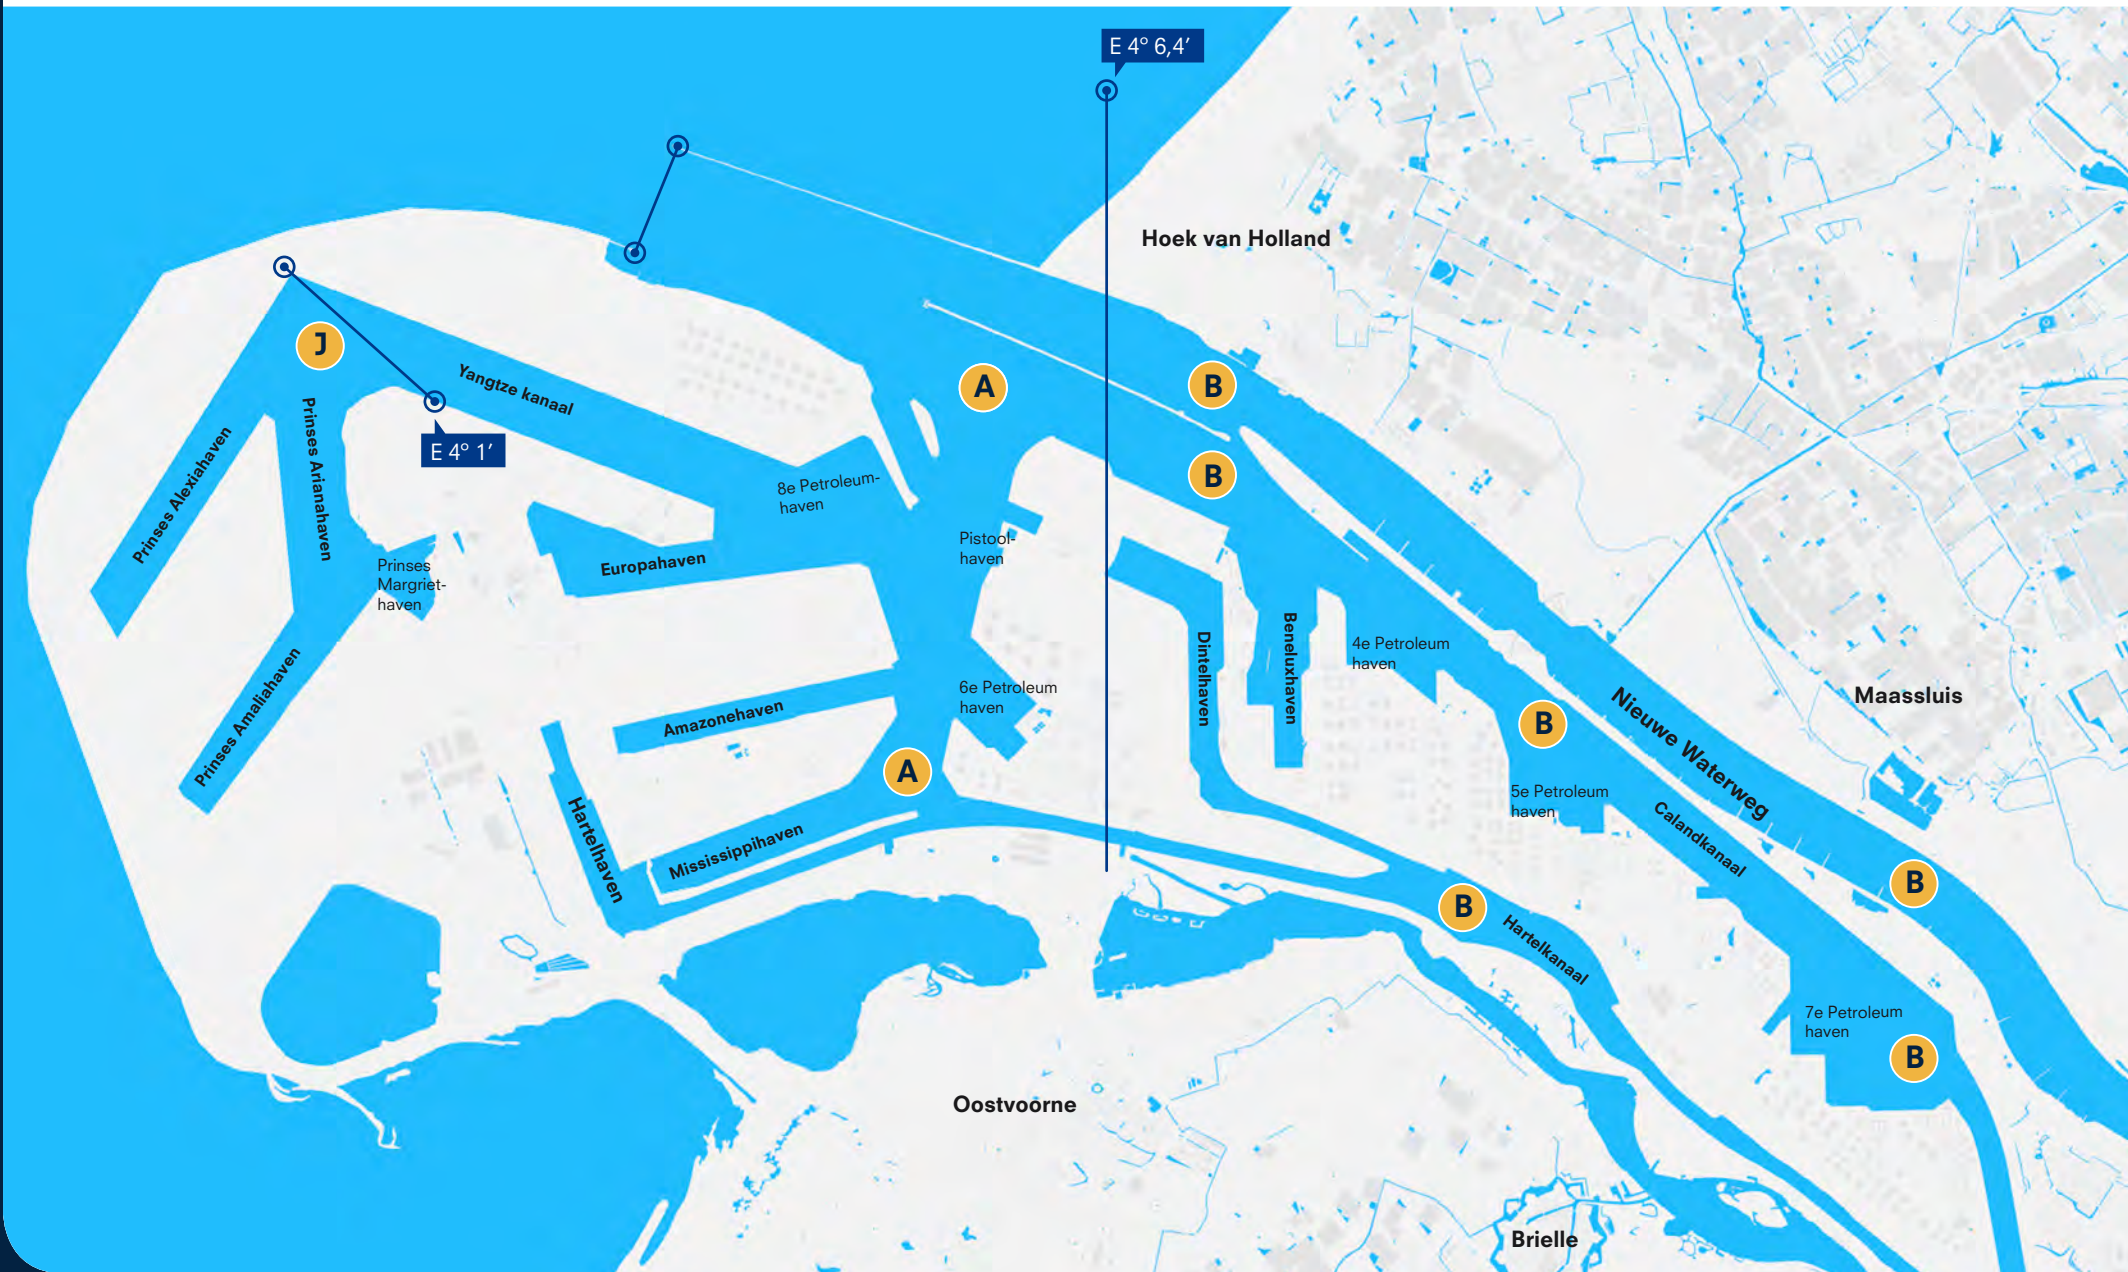 E 4° 6,4’
Hoek van Holland
J
Yangtze kanaal
A
B
E 4° 1’
B
Prinses Alexiahaven
Prinses Arianahaven
8e Petroleum-
haven
Pistool-
haven
Europahaven
Prinses
Margriet-
haven
Prinses Amaliahaven
Dintelhaven
Beneluxhaven
4e Petroleum
haven
6e Petroleum
haven
Amazonehaven
Nieuwe Waterweg
Maassluis
B
A
5e Petroleum
haven
Calandkanaal
Hartelhaven
Mississippihaven
B
B
Hartelkanaal
7e Petroleum
haven
B
Oostvoorne
Brielle